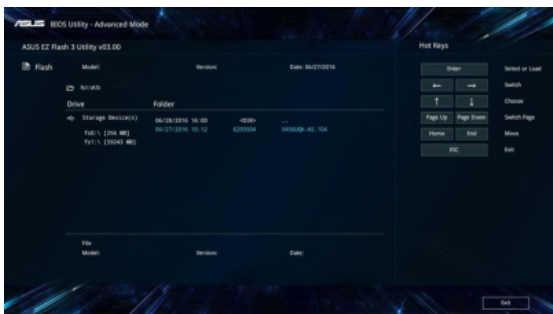 ASUS BIOS Utility - Advanced Mode
ASUS EZ Flash 3 Utility v03.00
Hot Keys
Flash Model: Version: Date: 06/27/2016
Enter Select or Load
← → Switch
Drive Folder
↑ ↓ Choose
Storage Device(s) 06/28/2016 16:00 <DIR> ..
Page Up Page Down Switch Page
fs0:\ [256 MB] 06/27/2016 10:12
fs1:\ [59243 MB]
Home End Move
ESC Exit
File
Model: Version: Date:
Exit